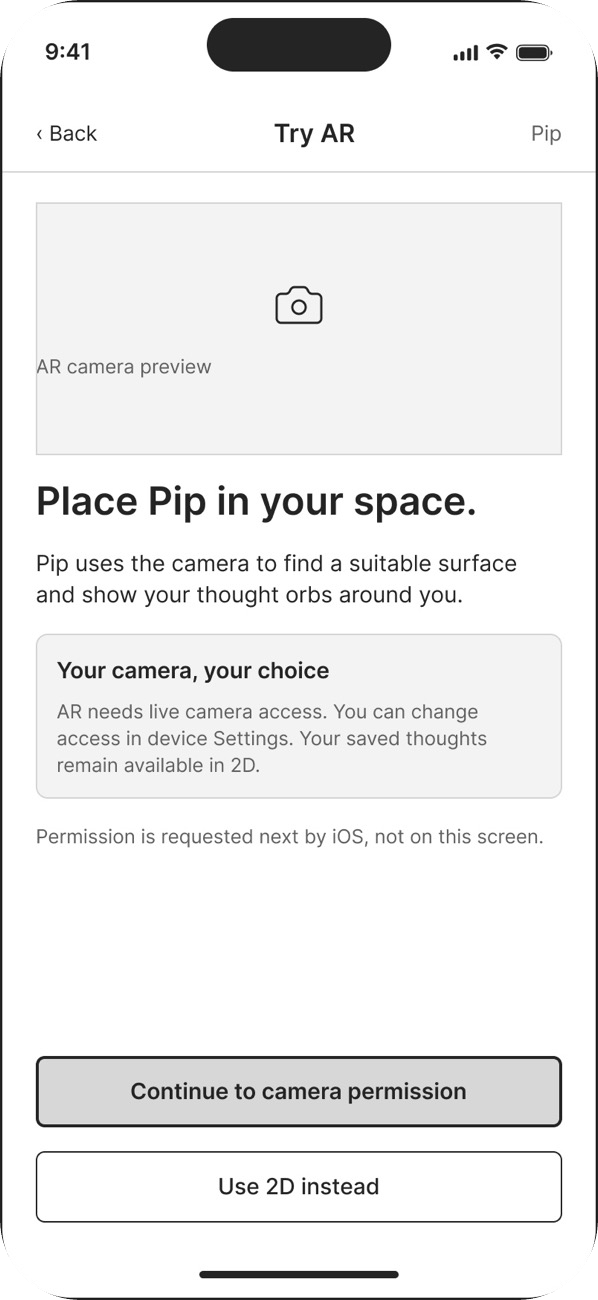 9:41
‹ Back
Try AR
Pip
AR camera preview
Place Pip in your space.
Pip uses the camera to find a suitable surface
and show your thought orbs around you.
Your camera, your choice
AR needs live camera access. You can change
access in device Settings. Your saved thoughts
remain available in 2D.
Permission is requested next by iOS, not on this screen.
Continue to camera permission
Use 2D instead